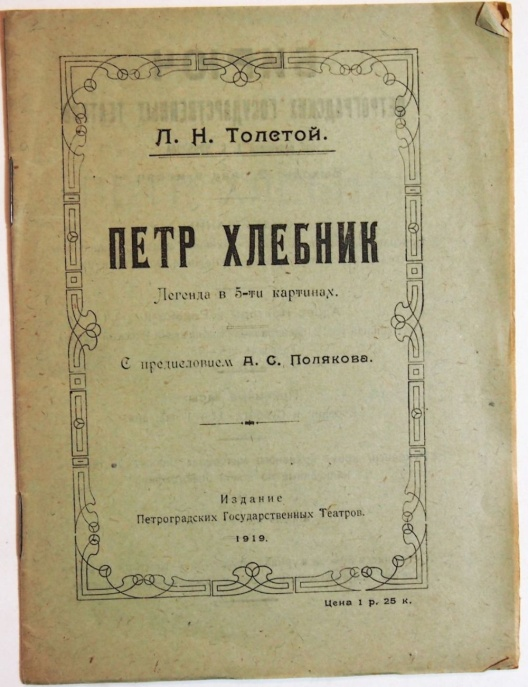 Л. Н. Толстой.
ПЕТР ХЛЕБНИК
Легенда в 5-ти картинах.
С предисловием А. С. Полякова.
Издание
Петроградских Государственных Театров.
1919.
Цена 1 р. 25 к.